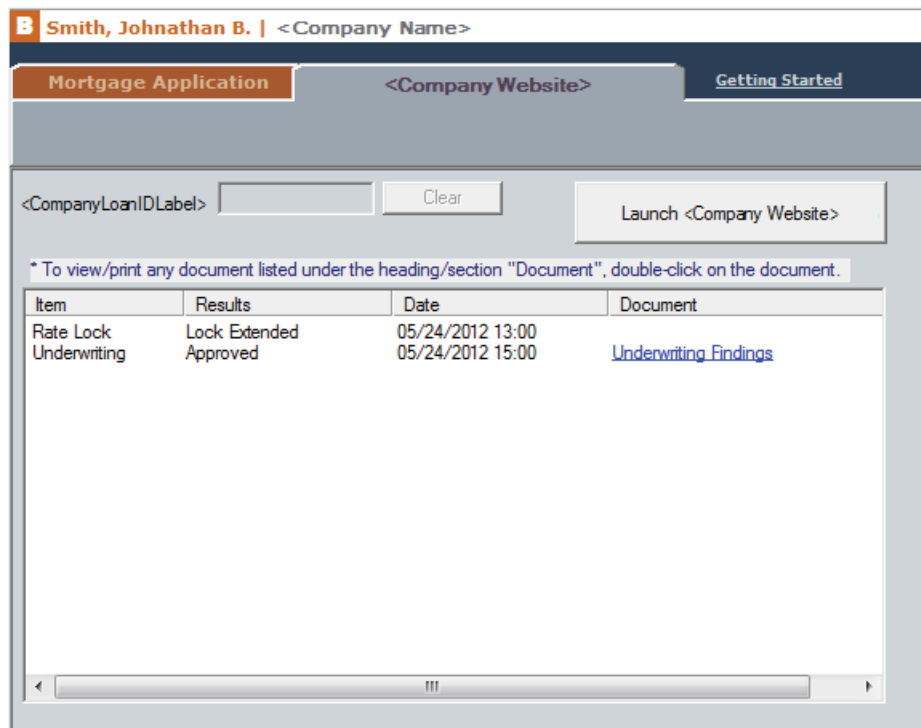 B Smith, Johnathan B. | <Company Name>
Mortgage Application <Company Website> Getting Started
<CompanyLoanIDLabel> Clear Launch <Company Website>
* To view/print any document listed under the heading/section "Document", double-click on the document.
Item Results Date Document
Rate Lock Lock Extended 05/24/2012 13:00
Underwriting Approved 05/24/2012 15:00 Underwriting Findings